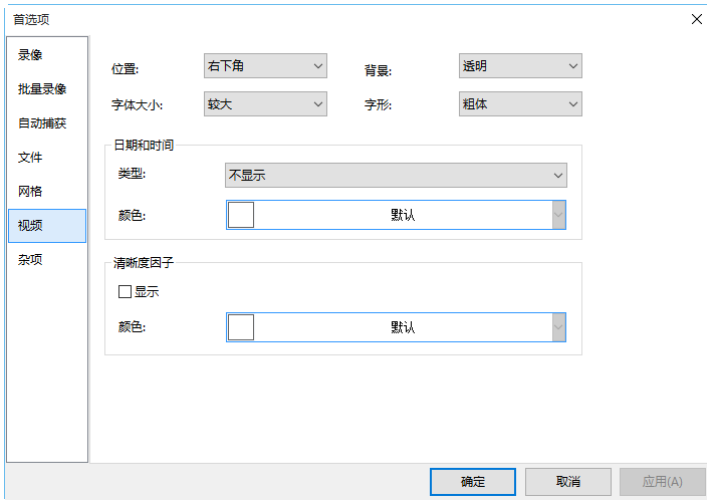 首选项
录像
批量录像
自动捕获
文件
网格
视频
杂项
位置: 右下角 背景: 透明
字体大小: 较大 字形: 粗体
日期和时间
类型: 不显示
颜色: 默认
清晰度因子
显示
颜色: 默认
确定 取消 应用(A)